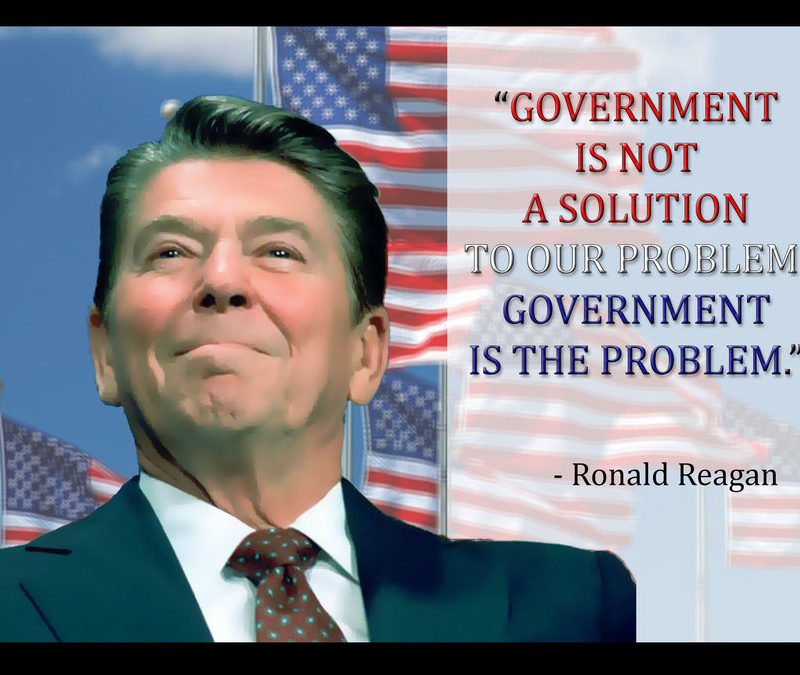 “GOVERNMENT
IS NOT
A SOLUTION
TO OUR PROBLEM
GOVERNMENT
IS THE PROBLEM.”
- Ronald Reagan